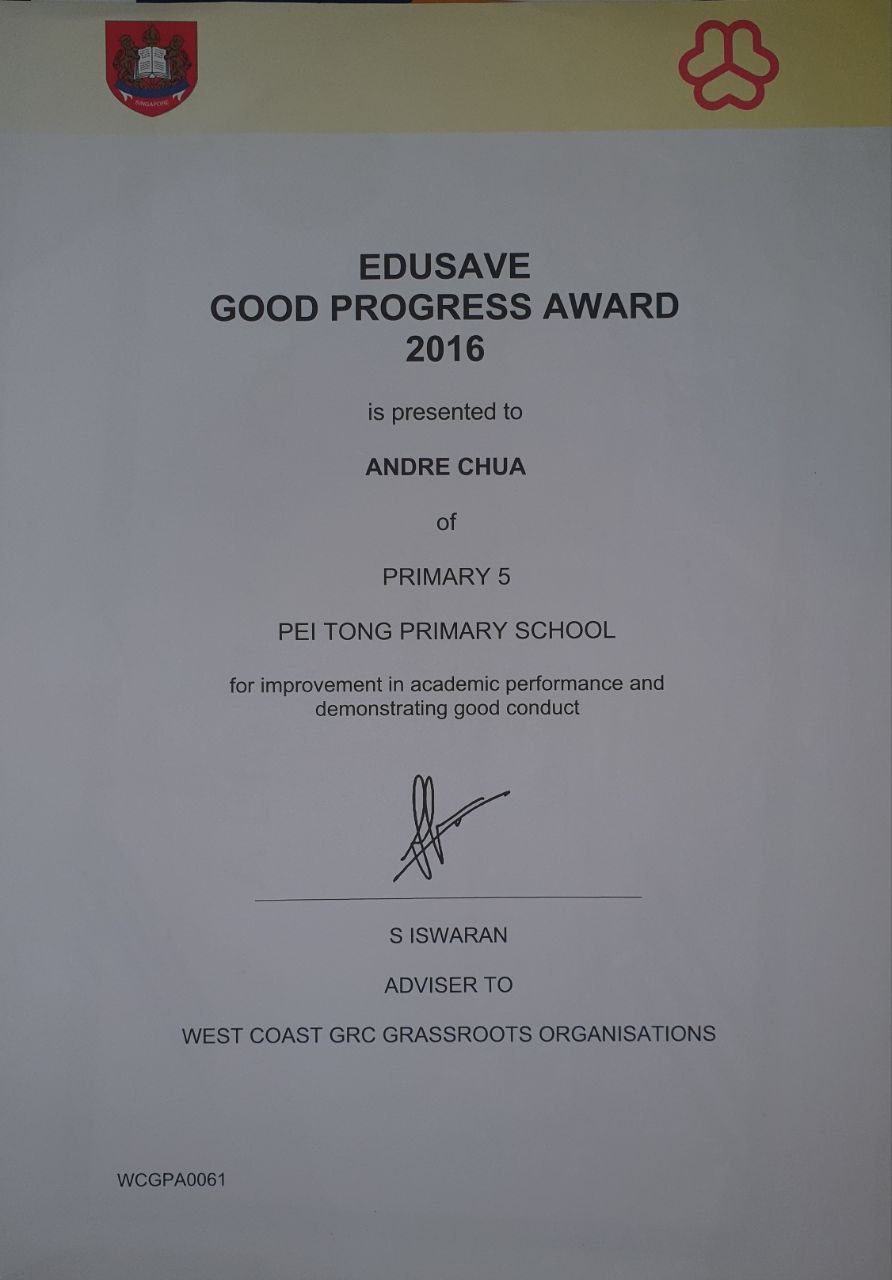 SINGAPORE
EDUSAVE
GOOD PROGRESS AWARD
2016
is presented to
ANDRE CHUA
of
PRIMARY 5
PEI TONG PRIMARY SCHOOL
for improvement in academic performance and
demonstrating good conduct
S ISWARAN
ADVISER TO
WEST COAST GRC GRASSROOTS ORGANISATIONS
WCGPA0061